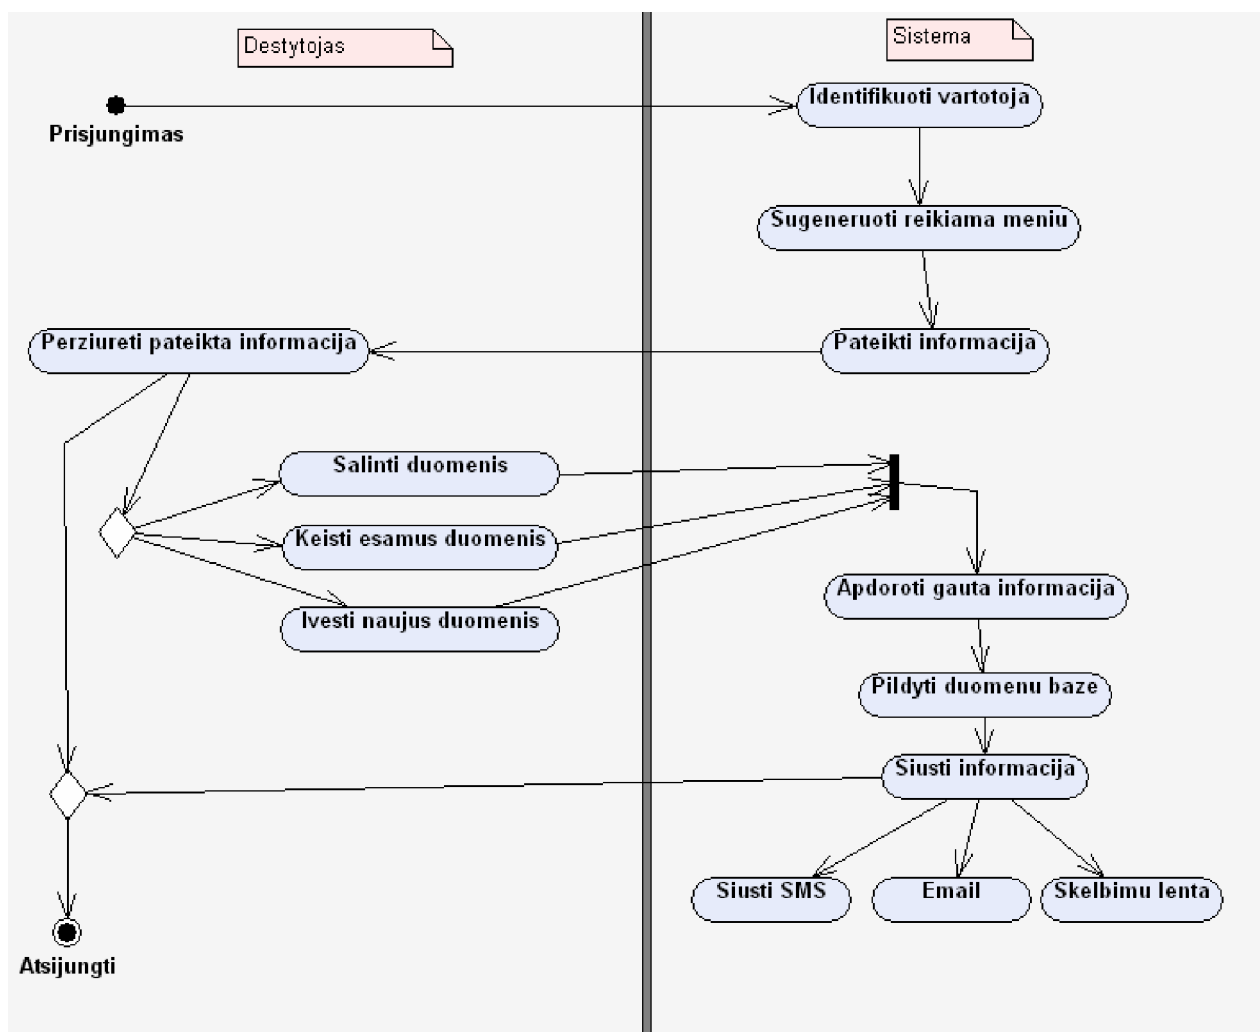 Destytojas
Sistema
Prisjungimas
Identifikuoti vartotoja
Sugeneruoti reikiama meniu
Perziureti pateikta informacija
Pateikti informacija
Salinti duomenis
Keisti esamus duomenis
Ivesti naujus duomenis
Apdoroti gauta informacija
Pildyti duomenu baze
Siusti informacija
Siusti SMS
Email
Skelbimu lenta
Atsijungti